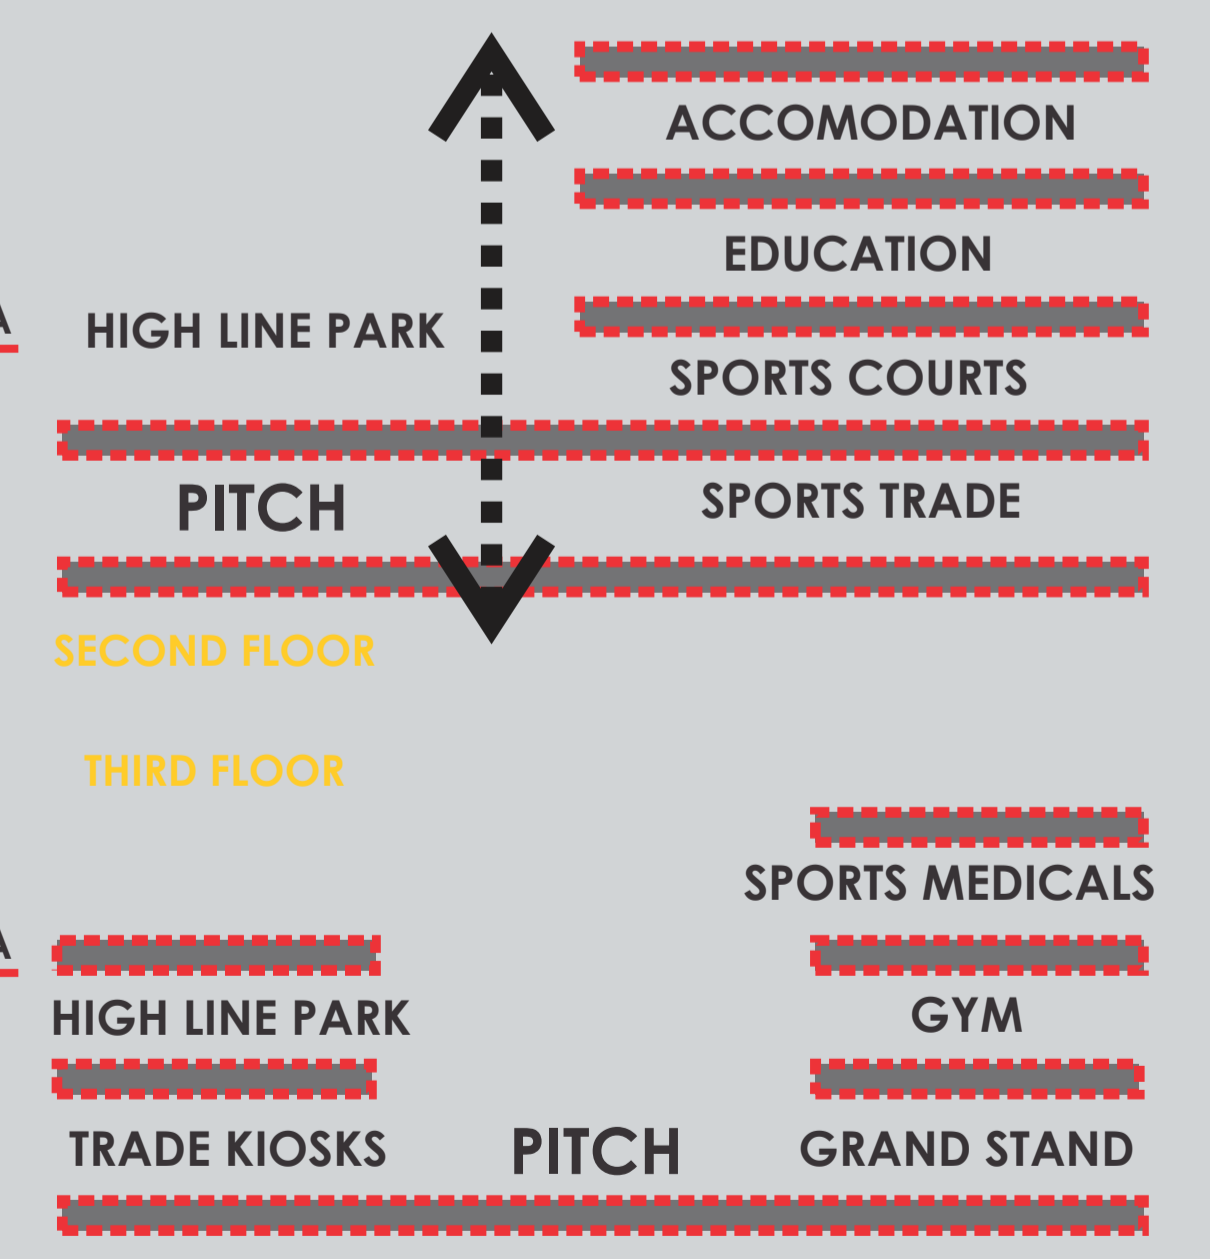 ACCOMODATION
EDUCATION
A
HIGH LINE PARK
SPORTS COURTS
PITCH
SPORTS TRADE
SECOND FLOOR
THIRD FLOOR
SPORTS MEDICALS
A
HIGH LINE PARK
GYM
TRADE KIOSKS
PITCH
GRAND STAND